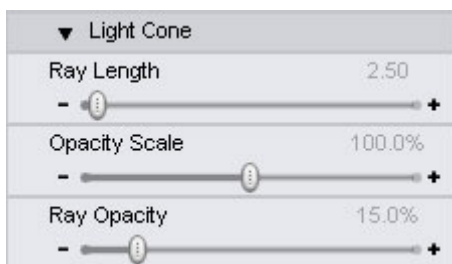 Light Cone
Ray Length 2.50
- +
Opacity Scale 100.0%
- +
Ray Opacity 15.0%
- +